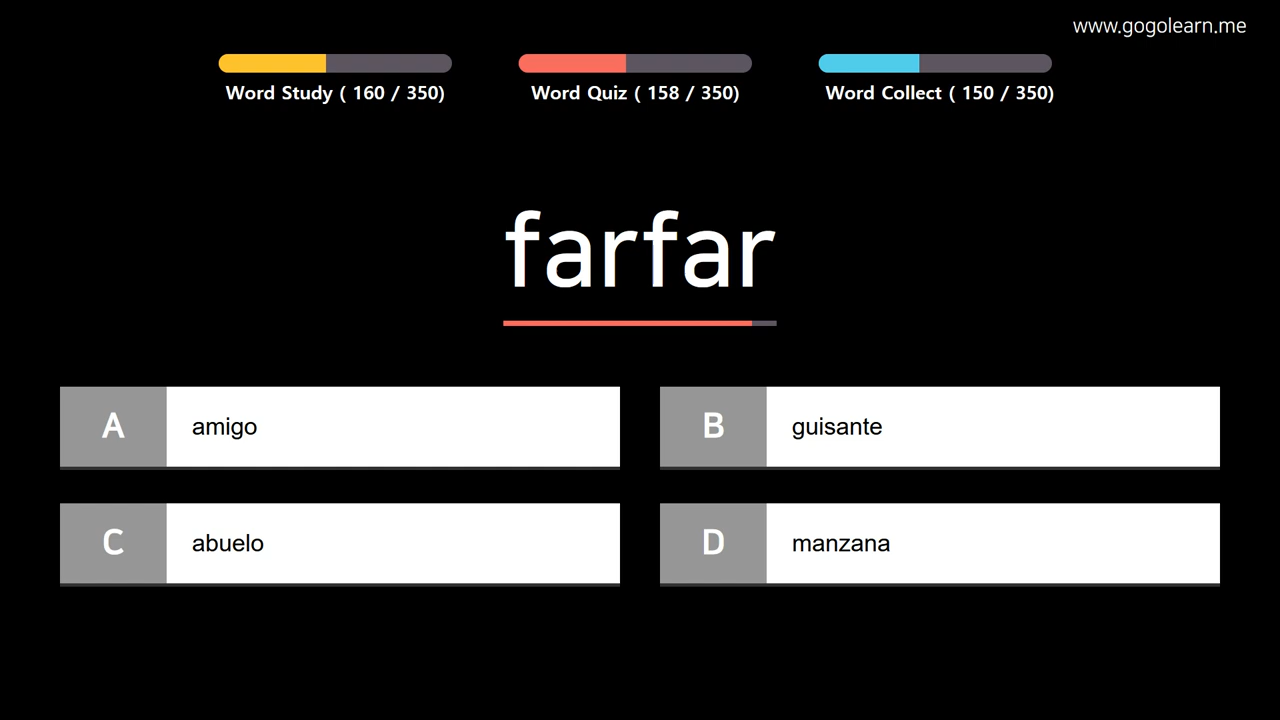 www.gogolearn.me
Word Study ( 160 / 350)
Word Quiz ( 158 / 350)
Word Collect ( 150 / 350)
farfar
A amigo
B guisante
C abuelo
D manzana